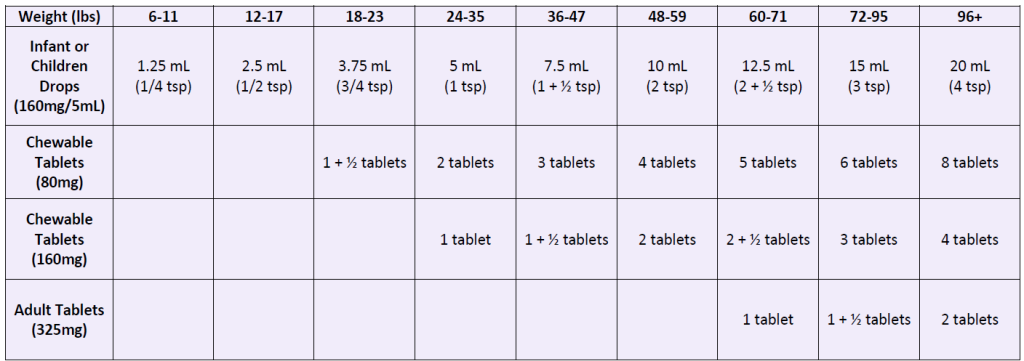 Weight (lbs) 6-11 12-17 18-23 24-35 36-47 48-59 60-71 72-95 96+
Infant or
Children
Drops
(160mg/5mL)
1.25 mL 2.5 mL 3.75 mL 5 mL 7.5 mL 10 mL 12.5 mL 15 mL 20 mL
(1/4 tsp) (1/2 tsp) (3/4 tsp) (1 tsp) (1 + ½ tsp) (2 tsp) (2 + ½ tsp) (3 tsp) (4 tsp)
Chewable
Tablets
(80mg)
1 + ½ tablets 2 tablets 3 tablets 4 tablets 5 tablets 6 tablets 8 tablets
Chewable
Tablets
(160mg)
1 tablet 1 + ½ tablets 2 tablets 2 + ½ tablets 3 tablets 4 tablets
Adult Tablets
(325mg)
1 tablet 1 + ½ tablets 2 tablets